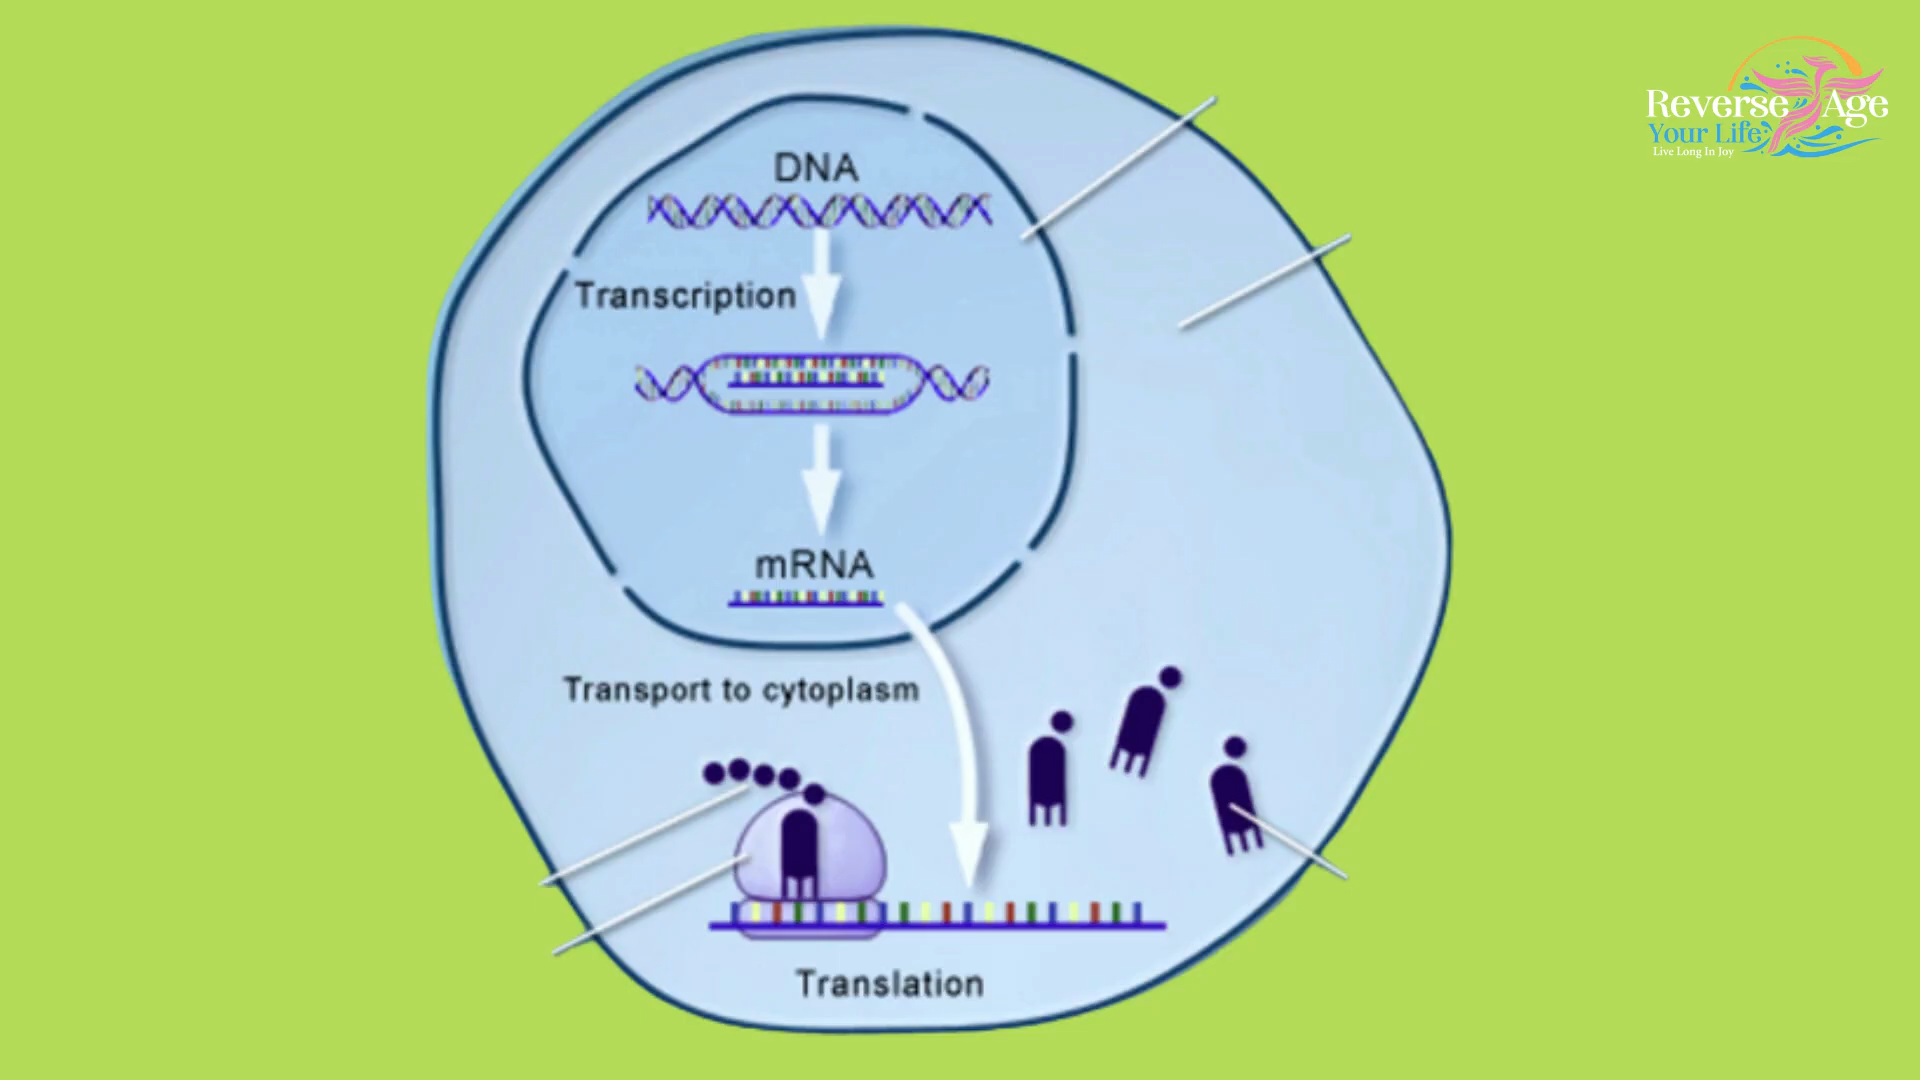 DNA
Transcription
mRNA
Transport to cytoplasm
Translation
Reverse Age
Your Life
Live Long In Joy